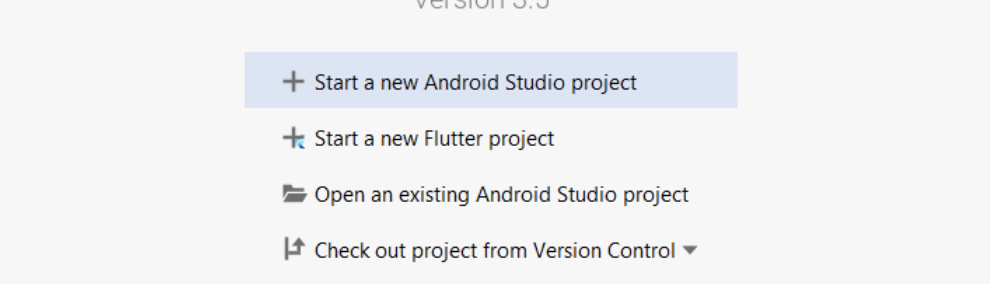 Version 3.5
Start a new Android Studio project
Start a new Flutter project
Open an existing Android Studio project
Check out project from Version Control